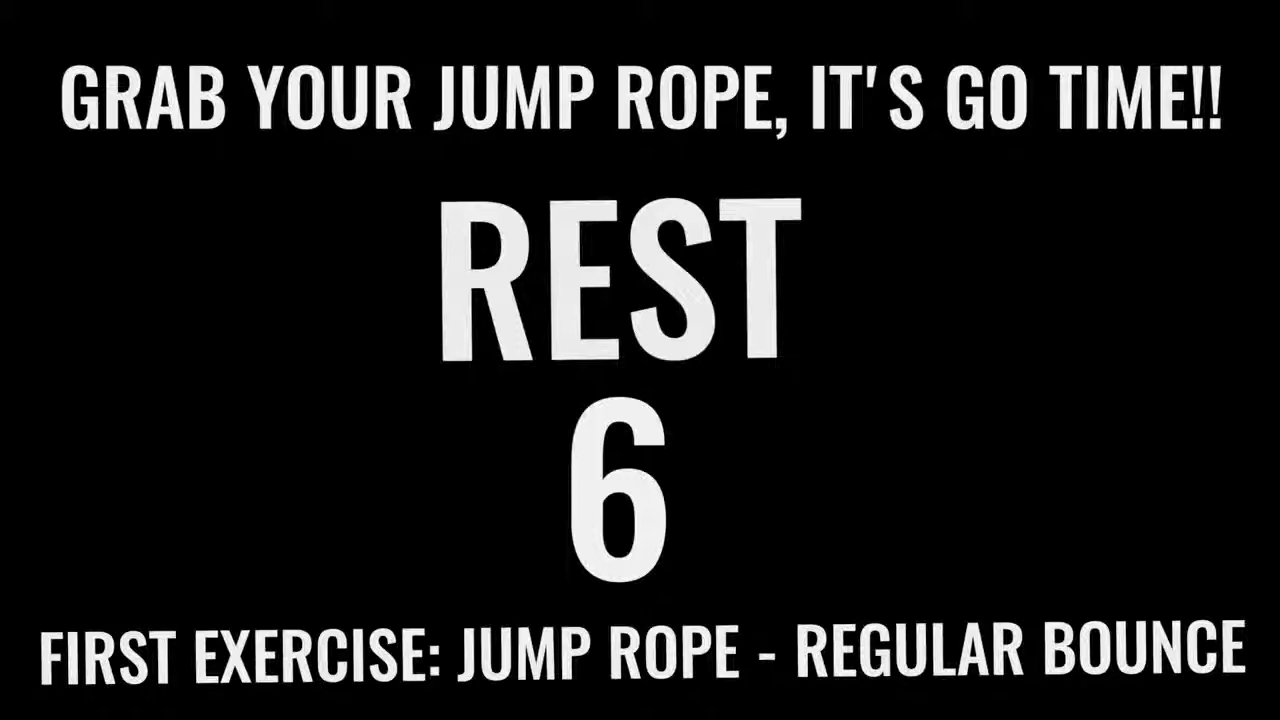 GRAB YOUR JUMP ROPE, IT'S GO TIME!!
REST
6
FIRST EXERCISE: JUMP ROPE - REGULAR BOUNCE